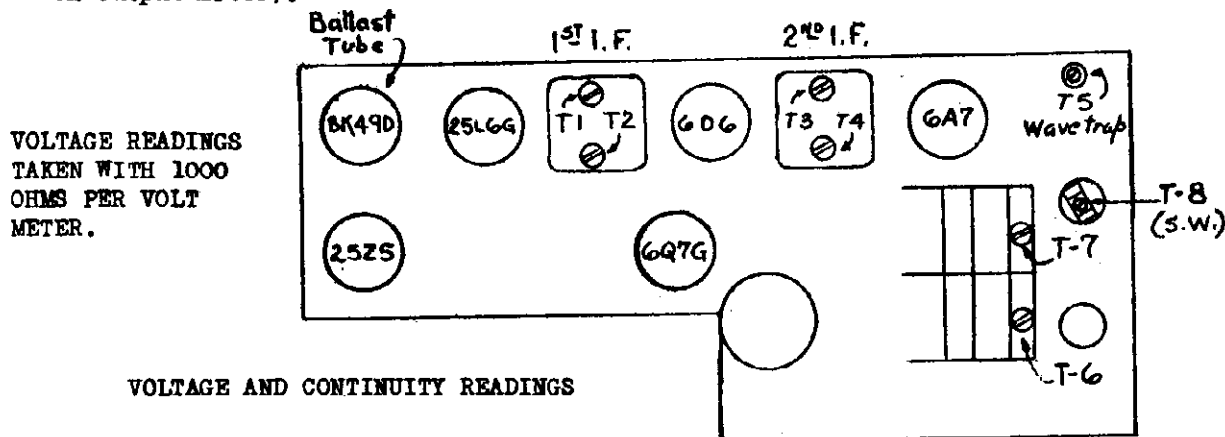 Ballast
Tube
1ST I.F.
2ND I.F.
BK49D
25L6G
T1 T2
6D6
T3 T4
6A7
T5
Wavetrap
VOLTAGE READINGS
TAKEN WITH 1000
OHMS PER VOLT
METER.
T-8
(S.W.)
25Z5
6Q7G
T-7
T-6
VOLTAGE AND CONTINUITY READINGS